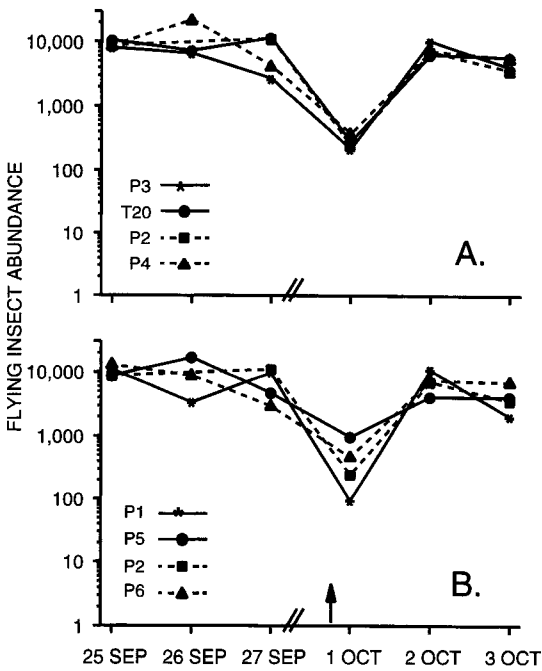 FLYING INSECT ABUNDANCE
10,000
1,000
100
10
1
P3
T20
P2
P4
A.
10,000
1,000
100
10
1
P1
P5
P2
P6
B.
25 SEP 26 SEP 27 SEP 1 OCT 2 OCT 3 OCT